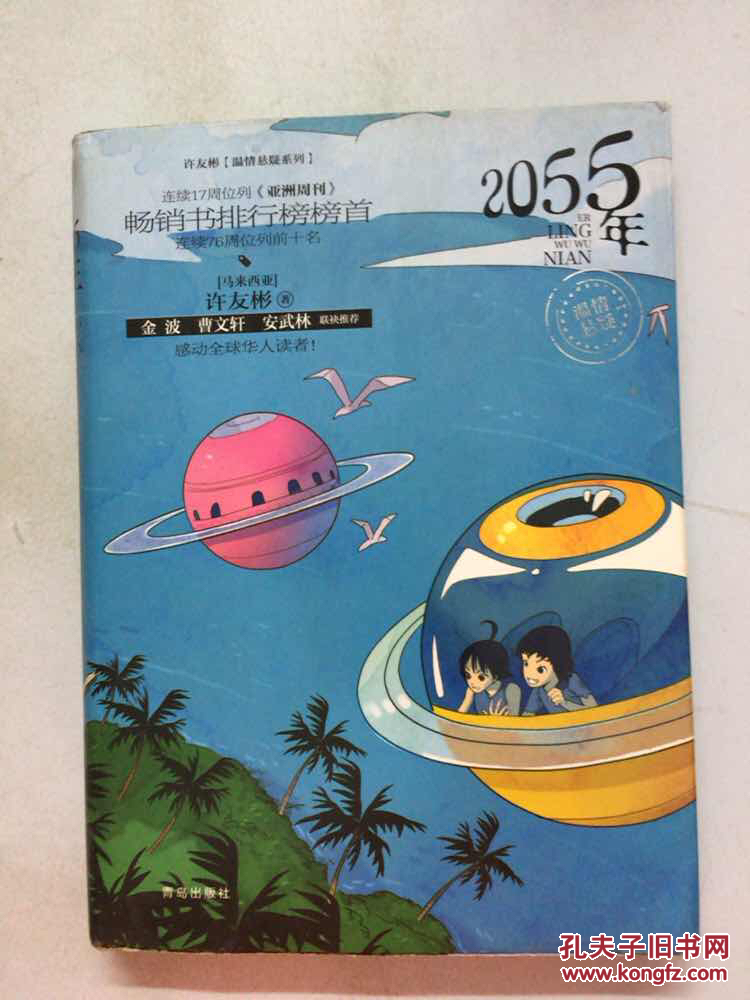 许友彬【温情悬疑系列】
连续17周位列《亚洲周刊》
畅销书排行榜榜首
连续76周位列前十名
[马来西亚]
许友彬 著
金波 曹文轩 安武林 联袂推荐
感动全球华人读者!
2055年
ER
LING
WU WU
NIAN
温情
悬疑
青岛出版社
孔夫子旧书网
www.kongfz.com